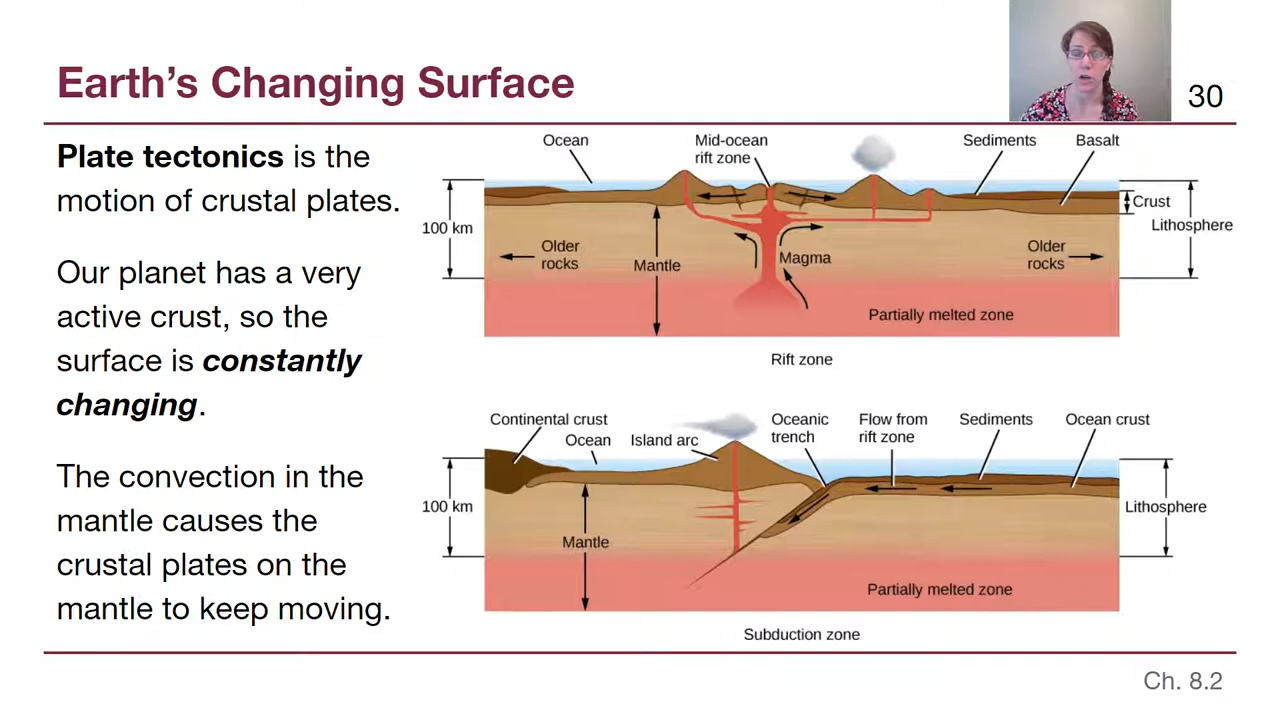 Earth's Changing Surface
30
Plate tectonics is the
motion of crustal plates.
Our planet has a very
active crust, so the
surface is constantly
changing.
The convection in the
mantle causes the
crustal plates on the
mantle to keep moving.
Ocean
Mid-ocean
rift zone
Sediments
Basalt
Crust
Lithosphere
100 km
Older
rocks
Mantle
Magma
Older
rocks
Partially melted zone
Rift zone
Continental crust
Ocean
Island arc
Oceanic
trench
Flow from
rift zone
Sediments
Ocean crust
100 km
Lithosphere
Mantle
Partially melted zone
Subduction zone
Ch. 8.2